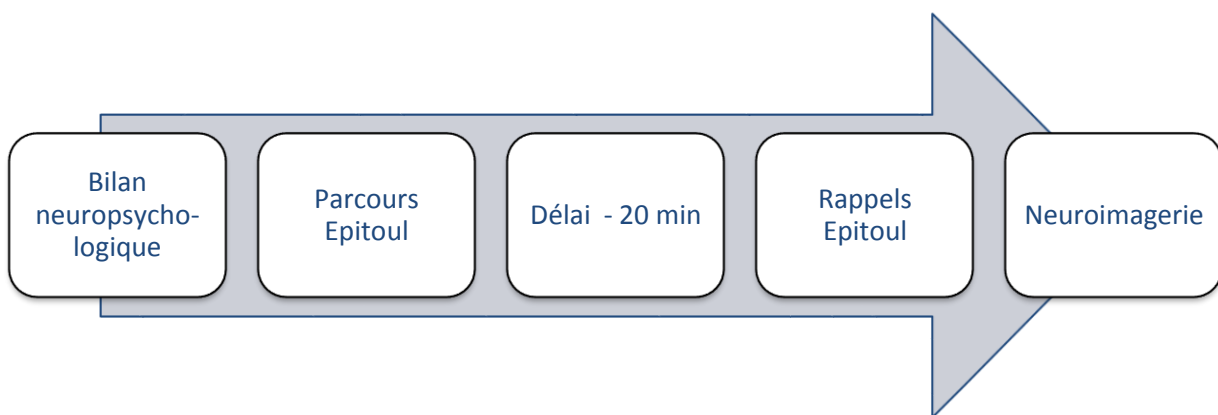 Bilan
neuropsycho-
logique
Parcours
Epitoul
Délai - 20 min
Rappels
Epitoul
Neuroimagerie